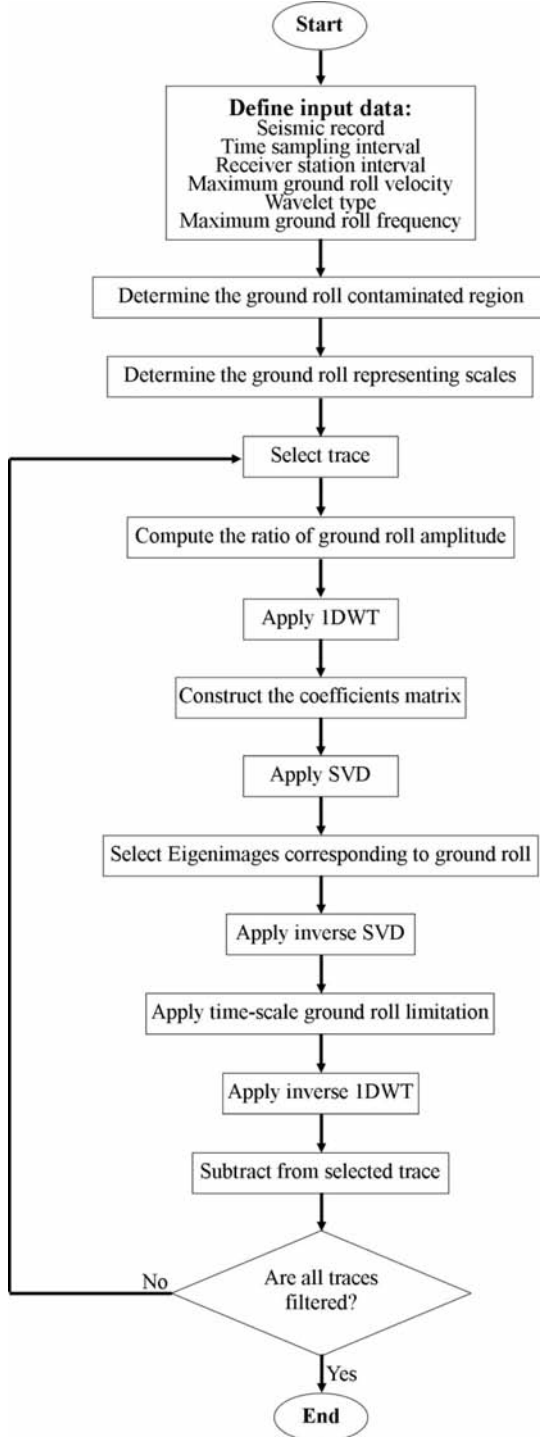 Start
Define input data:
Seismic record
Time sampling interval
Receiver station interval
Maximum ground roll velocity
Wavelet type
Maximum ground roll frequency
Determine the ground roll contaminated region
Determine the ground roll representing scales
Select trace
Compute the ratio of ground roll amplitude
Apply 1DWT
Construct the coefficients matrix
Apply SVD
Select Eigenimages corresponding to ground roll
Apply inverse SVD
Apply time-scale ground roll limitation
Apply inverse 1DWT
Subtract from selected trace
No
Are all traces
filtered?
Yes
End